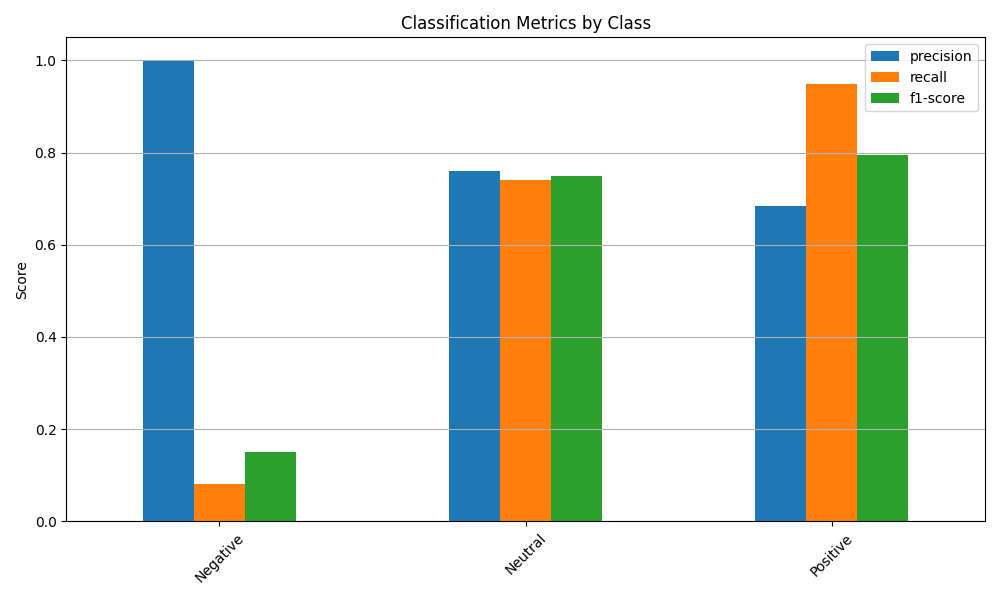 Classification Metrics by Class
precision
recall
f1-score
1.0
0.8
0.6
0.4
0.2
0.0
Score
Negative
Neutral
Positive